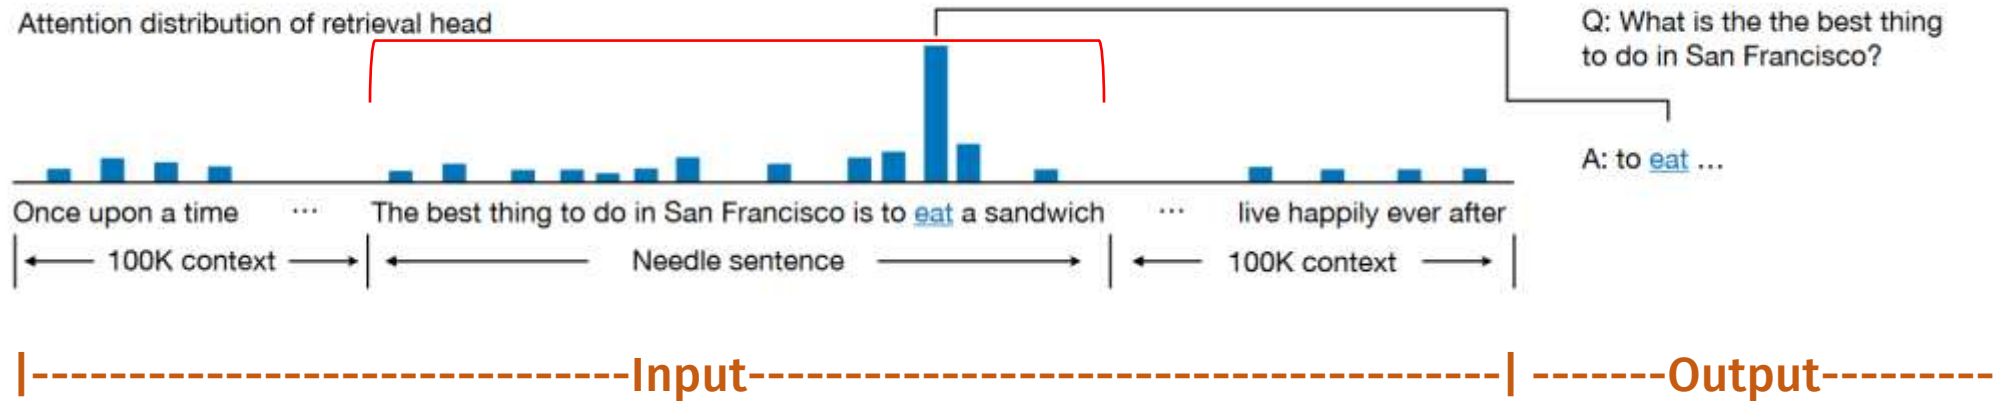 Attention distribution of retrieval head
Q: What is the the best thing
to do in San Francisco?
A: to eat ...
Once upon a time ... The best thing to do in San Francisco is to eat a sandwich ... live happily ever after
100K context Needle sentence 100K context
|-------------------------------Input---------------------------------------| -------Output---------